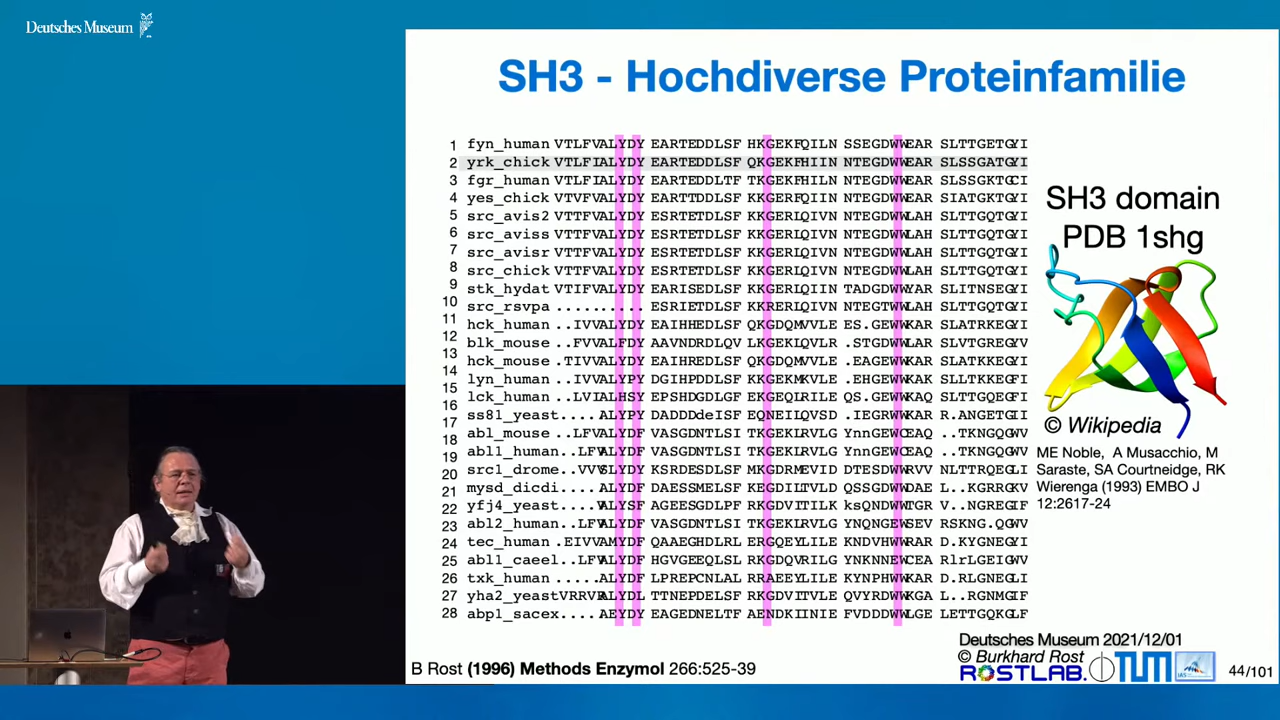 Deutsches Museum
SH3 - Hochdiverse Proteinfamilie
1 fyn_human VTLFVALYDY EARTEDDLSF HKGEKFQILN SSEGDWWEAR SLTTGETGYI
2 yrk_chick VTLFIALYDY EARTEDDLSF QKGEKFHIIN NTEGDWWEAR SLSSGATGYI
3 fgr_human VTLFIALYDY EARTEDDLTF TKGEKFHILN NTEGDWWEAR SLSSGKTGCI
4 yes_chick VTVFVALYDY EARTTDDLSF KKGERFQIIN NTEGDWWEAR SIATGKTGYI
5 src_avis2 VTTFVALYDY ESRTETDLSF KKGERLQIVN NTEGDWWLAH SLTTGQTGYI
6 src_aviss VTTFVALYDY ESRTETDLSF KKGERLQIVN NTEGDWWLAH SLTTGQTGYI
7 src_avisr VTTFVALYDY ESRTETDLSF KKGERLQIVN NTEGDWWLAH SLTTGQTGYI
8 src_chick VTTFVALYDY ESRTETDLSF KKGERLQIVN NTEGDWWLAH SLTTGQTGYI
9 stk_hydat VTIFVALYDY EARISEDLSF KKGERLQIIN TADGDWWYAR SLITNSEGYI
10 src_rsvpa .......... ESRIETDLSF KKRERLQIVN NTEGTWWLAH SLTTGQTGYI
11 hck_human ..IVVALYDY EAIHHEDLSF QKGDQMVVLE ES.GEWWKAR SLATRKEGYI
12 blk_mouse ..FVVALFDY AAVNDRDLQV LKGEKLQVLR .STGDWWLAR SLVTGREGYV
13 hck_mouse .TIVVALYDY EAIHREDLSF QKGDQMVVLE .EAGEWWKAR SLATKKEGYI
14 lyn_human ..IVVALYPY DGIHPDDLSF KKGEKMKVLE .EHGEWWKAK SLLTKKEGFI
15 lck_human ..LVIALHSY EPSHDGDLGF EKGEQLRILE QS.GEWWKAQ SLTTGQEGFI
16 ss81_yeast....ALYPY DADDDdeISF EQNEILQVSD .IEGRWWKAR R.ANGETGII
17 abl_mouse ..LFVALYDF VASGDNTLSI TKGEKLRVLG YnnGEWCEAQ ..TKNGQGWV
18 abl1_human..LFVALYDF VASGDNTLSI TKGEKLRVLG YnnGEWCEAQ ..TKNGQGWV
19 src1_drome..VVVSLYDY KSRDESDLSF MKGDRMEVID DTESDWWRVV NLTTRQEGLI
20 mysd_dicdi.....ALYDF DAESSMELSF KEGDILTVLD QSSGDWWDAEL L..KGRRGKV
21 yfj4_yeast....ALYSF AGEESGDLPF RKGDVITILK ksQNDWWTGR V..NGREGIF
22 abl2_human..LFVALYDF VASGDNTLSI TKGEKLRVLG YNQNGEWSEV RSKNG.QGWV
23 tec_human .EIVVAMYDF QAAEGHDLRL ERGQEYLILE KNDVHWWRAR D.KYGNEGYI
24 abl1_caeel..LFVALYDF HGVGEEQLSL RKGDQVRILG YNKNNEWCEA RlrLGEIGWV
25 txk_human .....ALYDF LPREPCNLAL RRAEEYLILE KYNPHWWKAR D.RLGNEGLI
26 yha2_yeastVRRVRALYDL TTNEPDELSF RKGDVITVLE QVYRDWWKGA L..RGNMGIF
27 abp1_sacex....AEYDY EAGEDNELTF AENDKIINIE FVDDDWWLGE LETTGQKGLF
28
SH3 domain
PDB 1shg
© Wikipedia
ME Noble, A Musacchio, M
Saraste, SA Courtneidge, RK
Wierenga (1993) EMBO J
12:2617-24
Deutsches Museum 2021/12/01
© Burkhard Rost
B Rost (1996) Methods Enzymol 266:525-39
ROSTLAB. TUM IAS
44/101